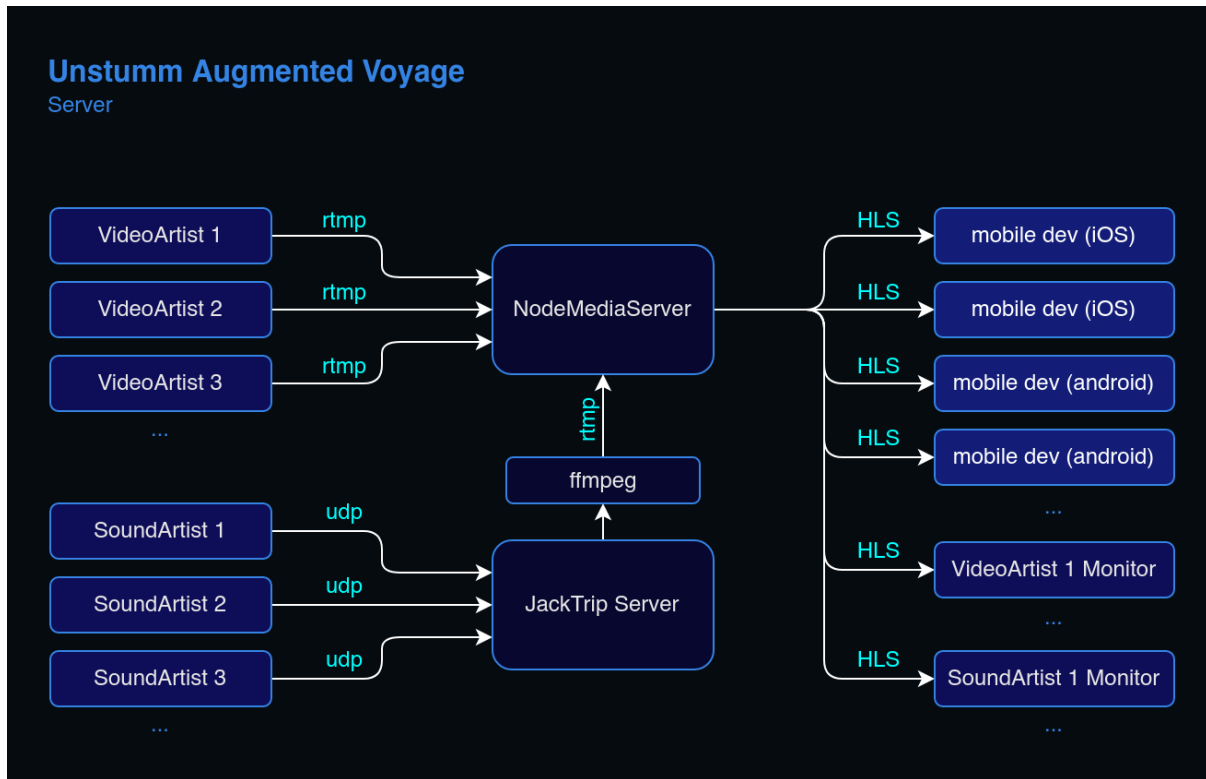 Unstumm Augmented Voyage
Server
VideoArtist 1
rtmp
VideoArtist 2
rtmp
VideoArtist 3
rtmp
...
SoundArtist 1
udp
SoundArtist 2
udp
SoundArtist 3
udp
...
NodeMediaServer
rtmp
ffmpeg
JackTrip Server
HLS
mobile dev (iOS)
HLS
mobile dev (iOS)
HLS
mobile dev (android)
HLS
mobile dev (android)
...
HLS
VideoArtist 1 Monitor
...
HLS
SoundArtist 1 Monitor
...